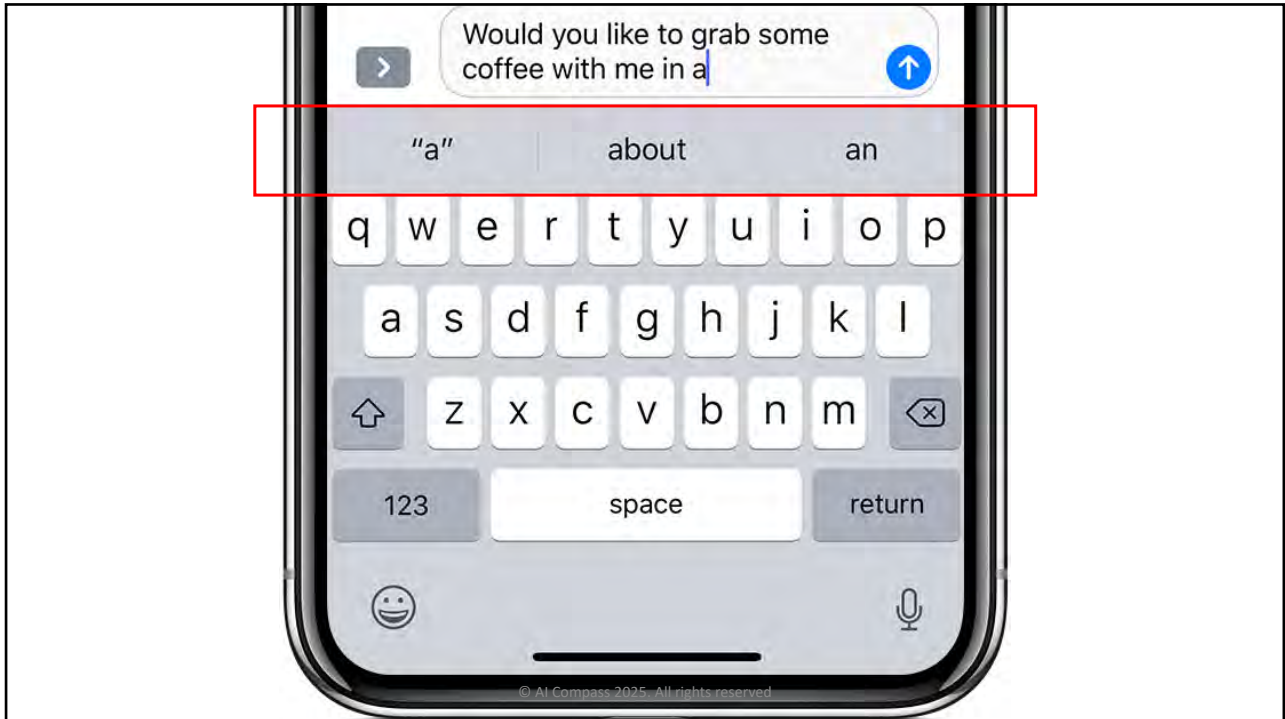 Would you like to grab some
coffee with me in a
"a" about an
q w e r t y u i o p
a s d f g h j k l
z x c v b n m
123 space return
© AI Compass 2025. All rights reserved